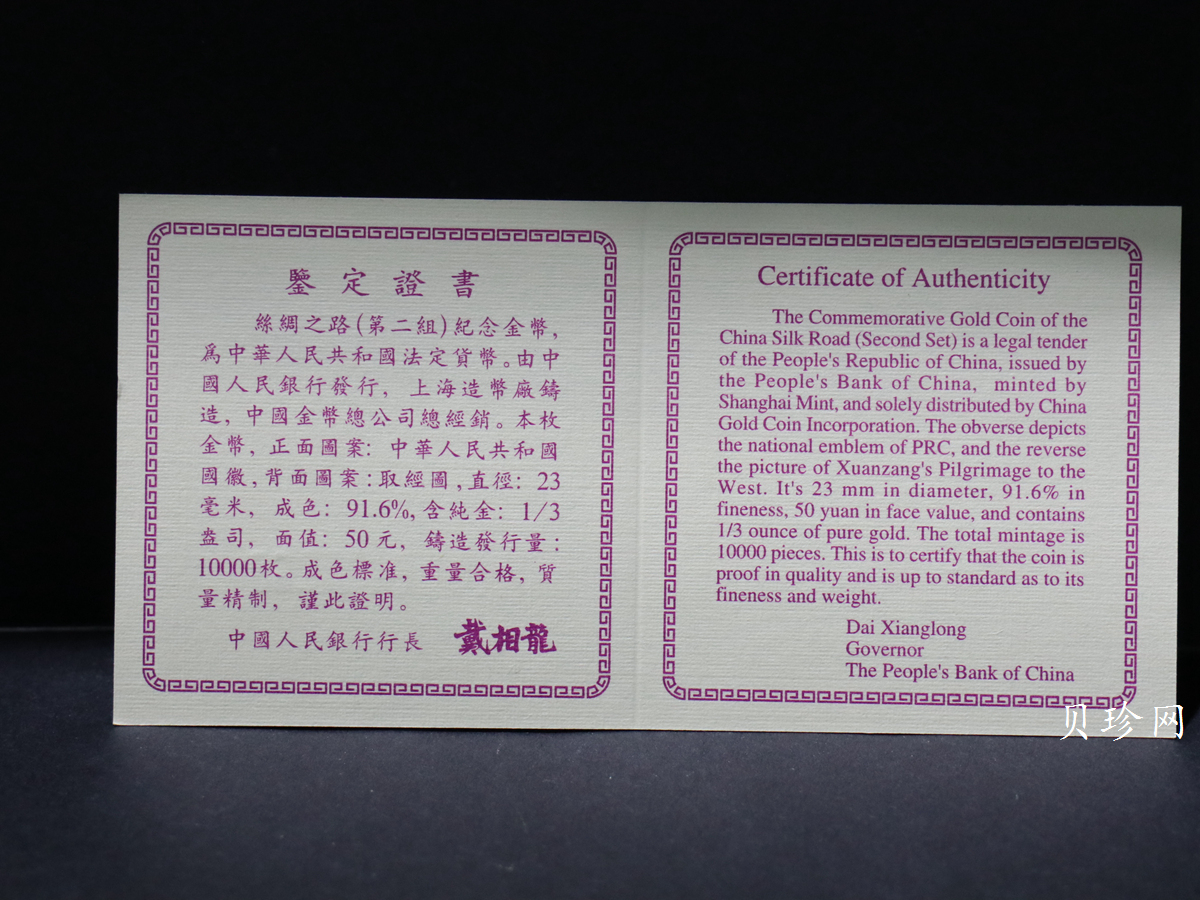 鑒定證書
絲綢之路(第二組)紀念金幣,
爲中華人民共和國法定貨幣。由中
國人民銀行發行, 上海造幣廠鑄
造, 中國金幣總公司總經銷。本枚
金幣, 正面圖案: 中華人民共和國
國徽, 背面圖案: 取經圖, 直徑: 23
毫米, 成色: 91.6%, 含純金: 1/3
盎司, 面值: 50元, 鑄造發行量:
10000枚。成色標准, 重量合格, 質
量精制, 謹此證明。
中國人民銀行行長 戴相龍
Certificate of Authenticity
The Commemorative Gold Coin of the
China Silk Road (Second Set) is a legal tender
of the People's Republic of China, issued by
the People's Bank of China, minted by
Shanghai Mint, and solely distributed by China
Gold Coin Incorporation. The obverse depicts
the national emblem of PRC, and the reverse
the picture of Xuanzang's Pilgrimage to the
West. It's 23 mm in diameter, 91.6% in
fineness, 50 yuan in face value, and contains
1/3 ounce of pure gold. The total mintage is
10000 pieces. This is to certify that the coin is
proof in quality and is up to standard as to its
fineness and weight.
Dai Xianglong
Governor
The People's Bank of China
贝珍网